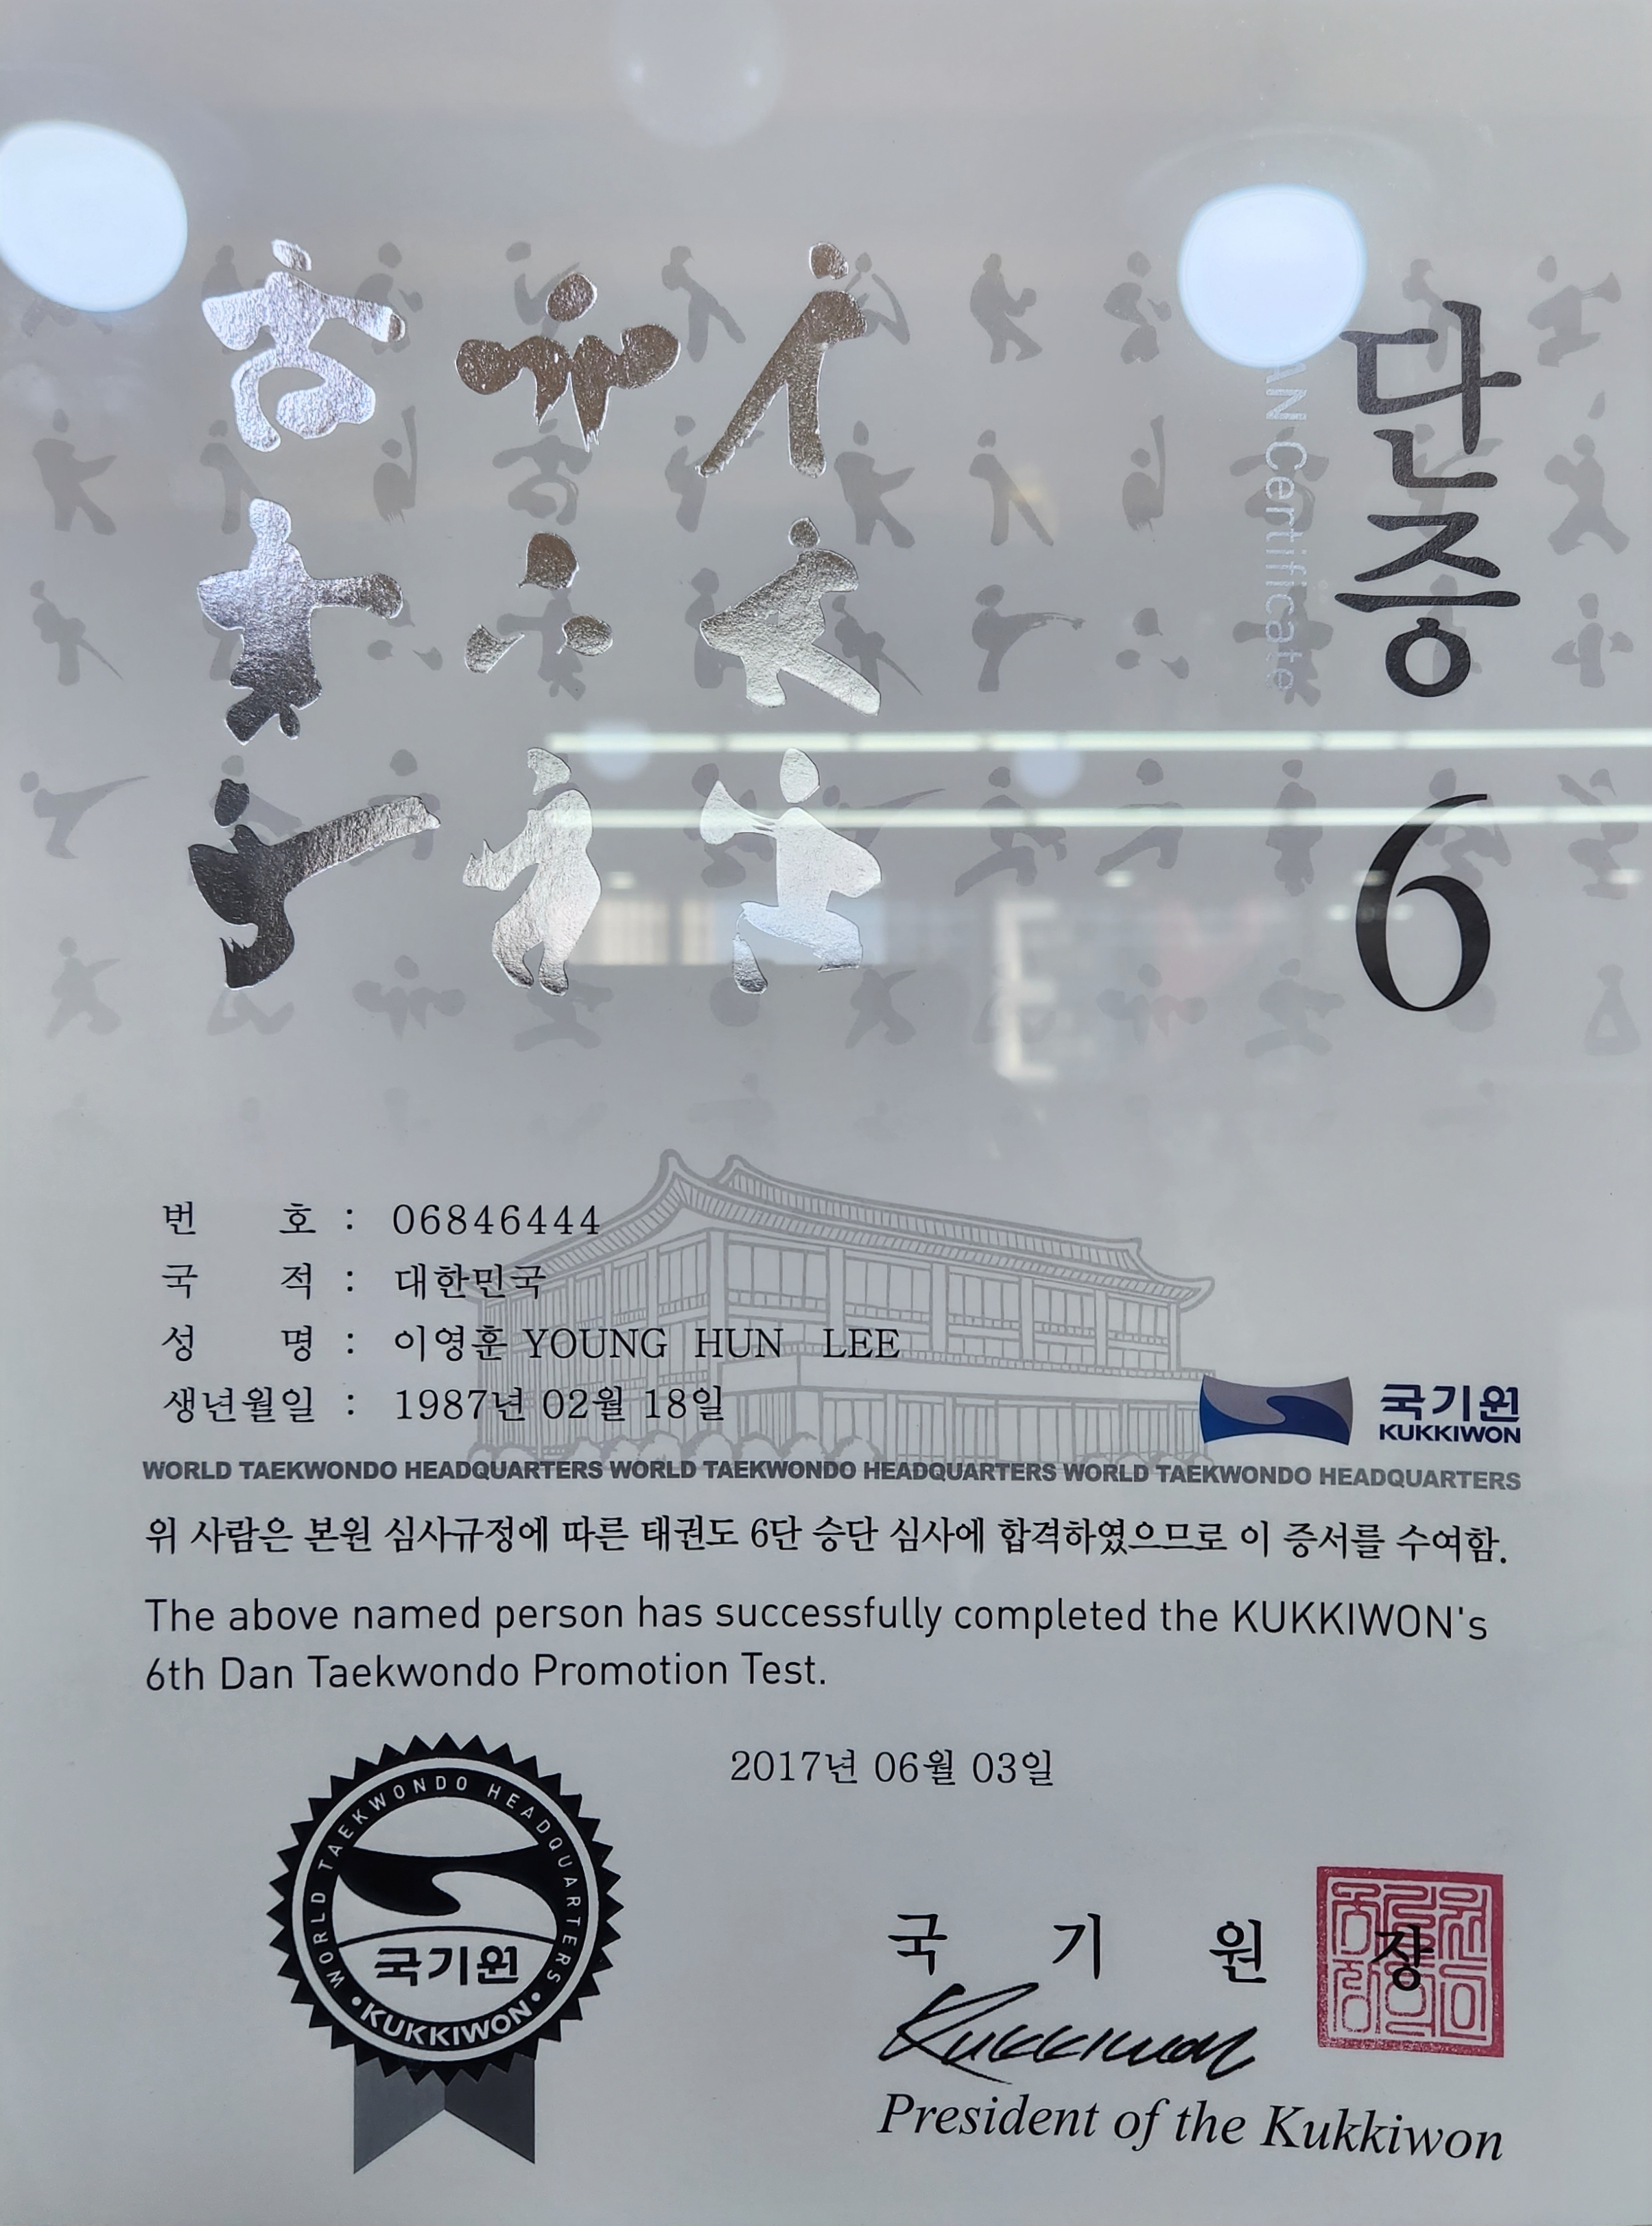 단증
AN Certificate
6
번 호 : 06846444
국 적 : 대한민국
성 명 : 이영훈 YOUNG HUN LEE
생년월일 : 1987년 02월 18일
국기원
KUKKIWON
WORLD TAEKWONDO HEADQUARTERS WORLD TAEKWONDO HEADQUARTERS WORLD TAEKWONDO HEADQUARTERS
위 사람은 본원 심사규정에 따른 태권도 6단 승단 심사에 합격하였으므로 이 증서를 수여함.
The above named person has successfully completed the KUKKIWON's
6th Dan Taekwondo Promotion Test.
2017년 06월 03일
WORLD TAEKWONDO HEADQUARTERS
국기원
•KUKKIWON•
국 기 원 장
Kukkiwon
President of the Kukkiwon